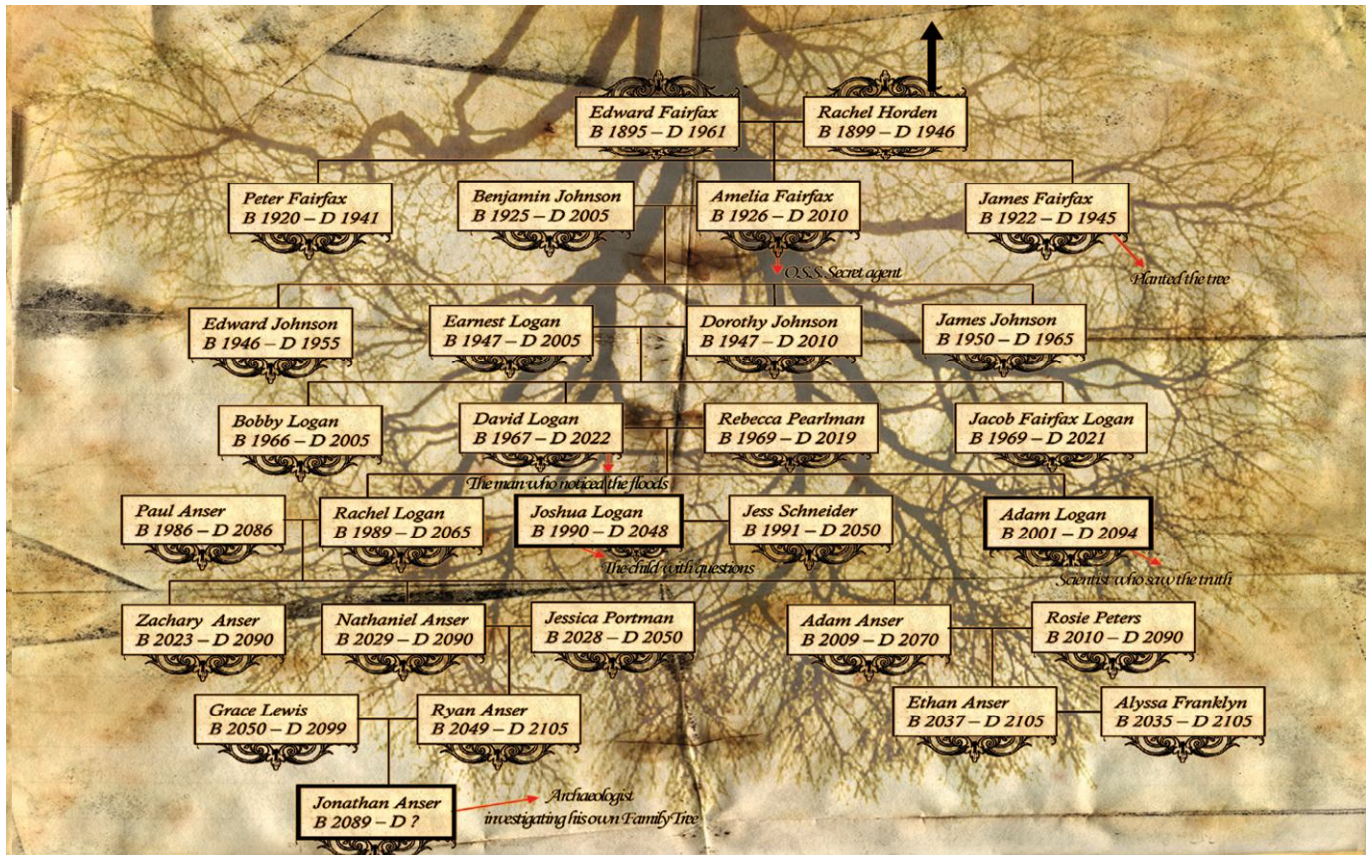 Edward Fairfax
B 1895 – D 1961
Rachel Horden
B 1899 – D 1946
Peter Fairfax
B 1920 – D 1941
Benjamin Johnson
B 1925 – D 2005
Amelia Fairfax
B 1926 – D 2010
James Fairfax
B 1922 – D 1945
O.S.S. Secret agent
Planted the tree
Edward Johnson
B 1946 – D 1955
Earnest Logan
B 1947 – D 2005
Dorothy Johnson
B 1947 – D 2010
James Johnson
B 1950 – D 1965
Bobby Logan
B 1966 – D 2005
David Logan
B 1967 – D 2022
Rebecca Pearlman
B 1969 – D 2019
Jacob Fairfax Logan
B 1969 – D 2021
The man who noticed the floods
Paul Anser
B 1986 – D 2086
Rachel Logan
B 1989 – D 2065
Joshua Logan
B 1990 – D 2048
Jess Schneider
B 1991 – D 2050
Adam Logan
B 2001 – D 2094
The child with questions
Scientist who saw the truth
Zachary Anser
B 2023 – D 2090
Nathaniel Anser
B 2029 – D 2090
Jessica Portman
B 2028 – D 2050
Adam Anser
B 2009 – D 2070
Rosie Peters
B 2010 – D 2090
Grace Lewis
B 2050 – D 2099
Ryan Anser
B 2049 – D 2105
Ethan Anser
B 2037 – D 2105
Alyssa Franklyn
B 2035 – D 2105
Jonathan Anser
B 2089 – D ?
Archaeologist
investigating his own Family Tree